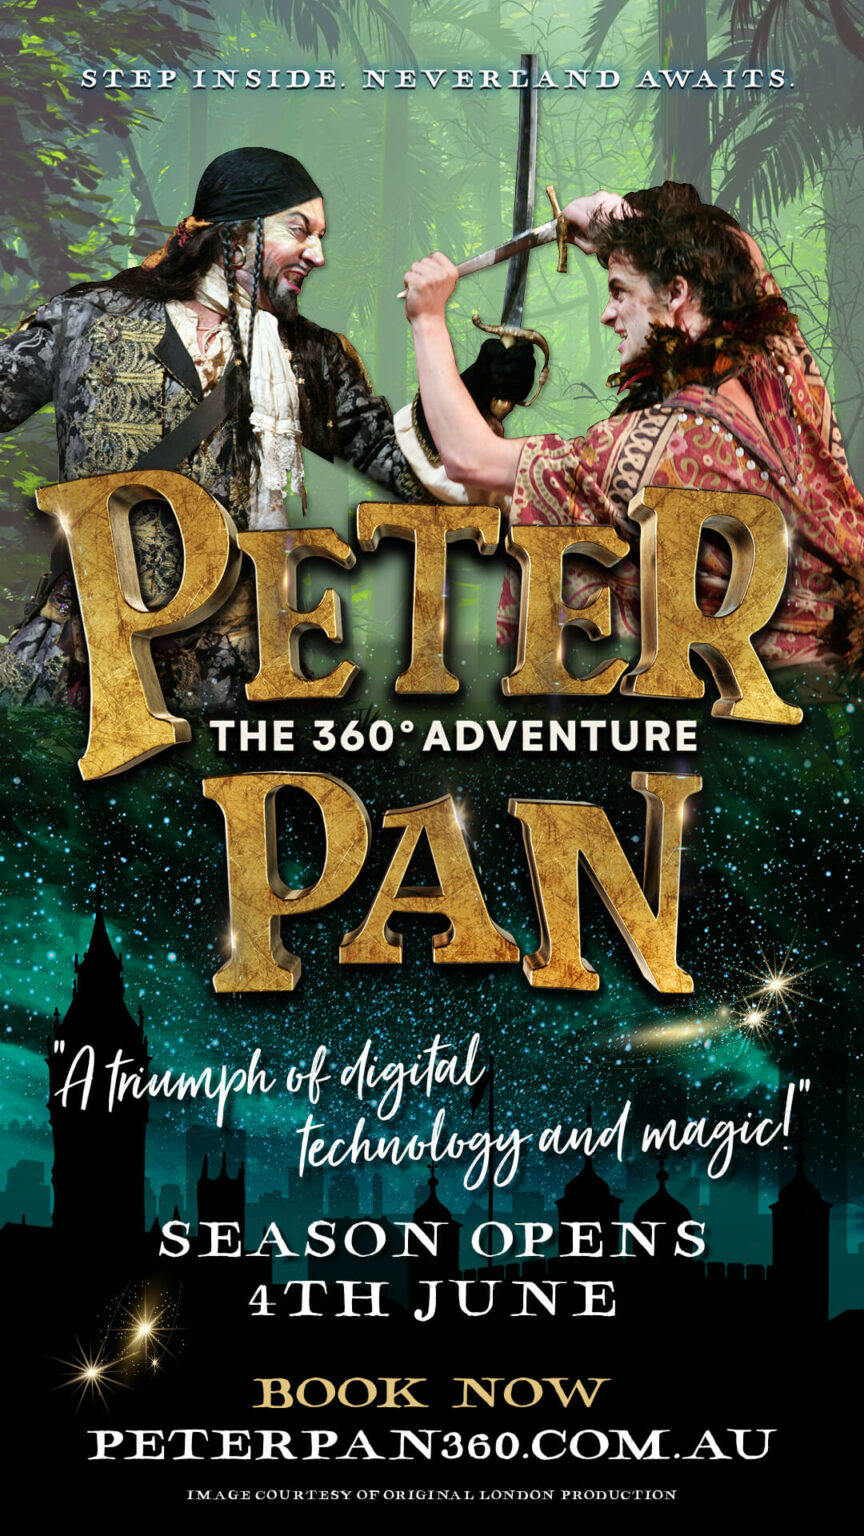 STEP INSIDE. NEVERLAND AWAITS.
PETER
THE 360° ADVENTURE
PAN
"A triumph of digital
technology and magic!"
SEASON OPENS
4TH JUNE
BOOK NOW
PETERPAN360.COM.AU
IMAGE COURTESY OF ORIGINAL LONDON PRODUCTION